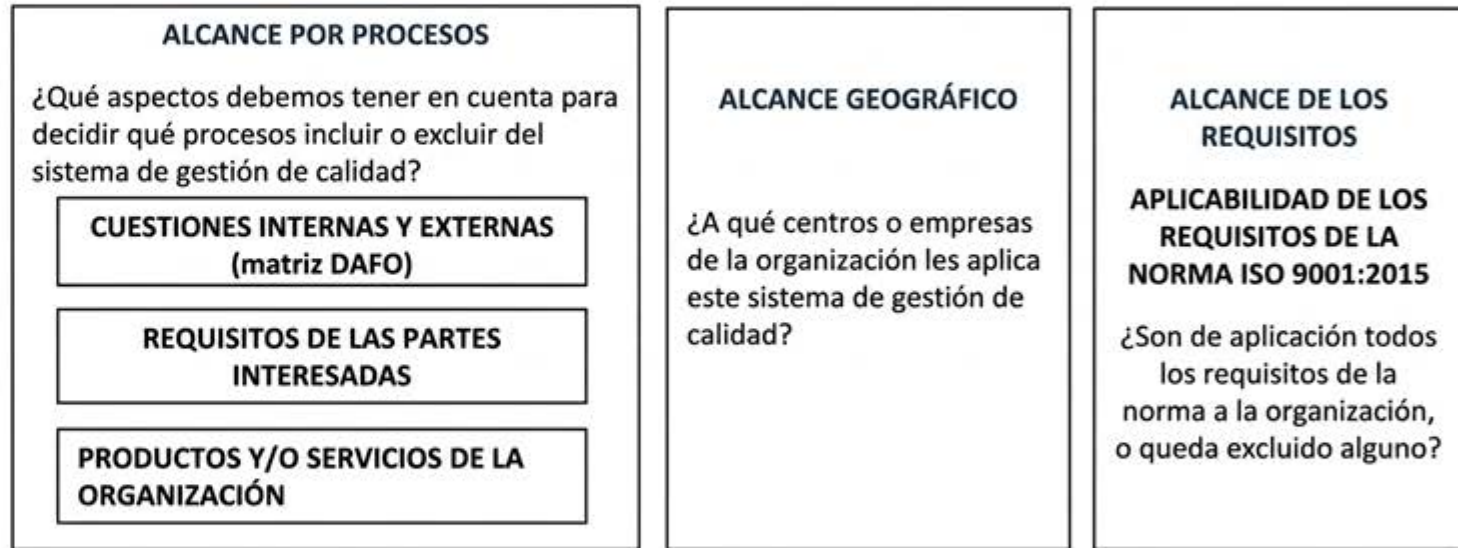 ALCANCE POR PROCESOS
¿Qué aspectos debemos tener en cuenta para
decidir qué procesos incluir o excluir del
sistema de gestión de calidad?
CUESTIONES INTERNAS Y EXTERNAS
(matriz DAFO)
REQUISITOS DE LAS PARTES
INTERESADAS
PRODUCTOS Y/O SERVICIOS DE LA
ORGANIZACIÓN
ALCANCE GEOGRÁFICO
¿A qué centros o empresas
de la organización les aplica
este sistema de gestión de
calidad?
ALCANCE DE LOS
REQUISITOS
APLICABILIDAD DE LOS
REQUISITOS DE LA
NORMA ISO 9001:2015
¿Son de aplicación todos
los requisitos de la
norma a la organización,
o queda excluido alguno?